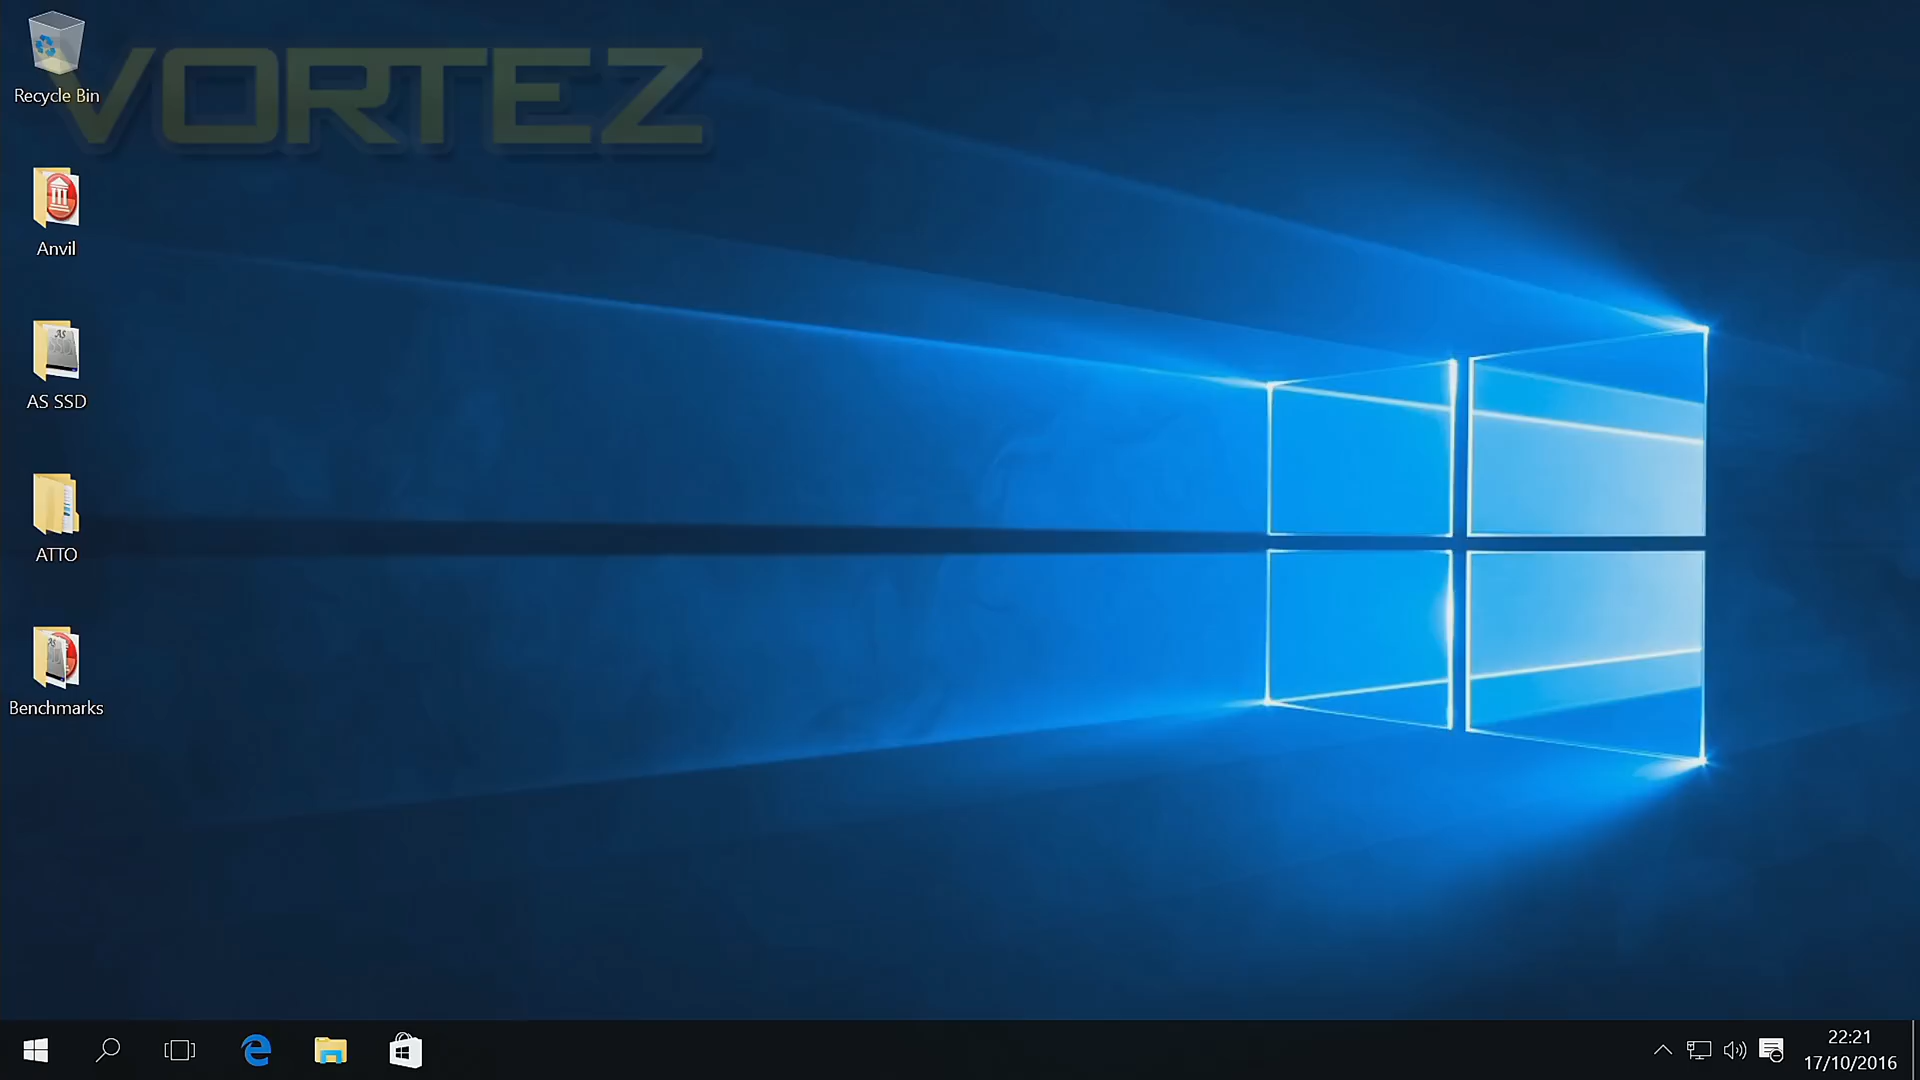 VORTEZ
Recycle Bin
Anvil
AS SSD
ATTO
Benchmarks
22:21
17/10/2016